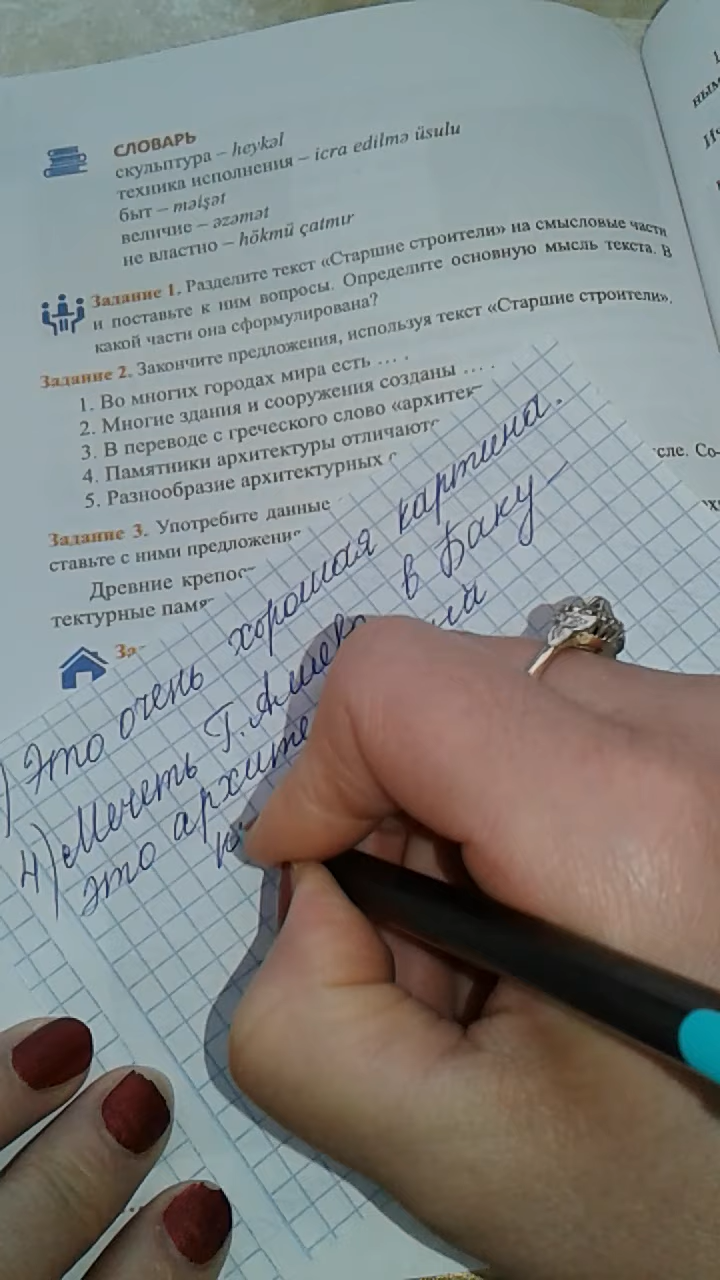 СЛОВАРЬ
скульптура – heykəl
техника исполнения – icra edilmə üsulu
быт – məişət
величие – əzəmət
не властно – hökmü çatmır
Задание 1. Разделите текст «Старшие строители» на смысловые части
и поставьте к ним вопросы. Определите основную мысль текста. В
какой части она сформулирована?
Задание 2. Закончите предложения, используя текст «Старшие строители».
1. Во многих городах мира есть ... .
2. Многие здания и сооружения созданы ... .
3. В переводе с греческого слово «архитек
4. Памятники архитектуры отличаютс
5. Разнообразие архитектурных
Задание 3. Употребите данные
сле. Со-
ставьте с ними предложени
Древние крепос
тектурные памя
За
) Это очень хорошая картина.
4) Мечеть Г. в Баку –
это архите